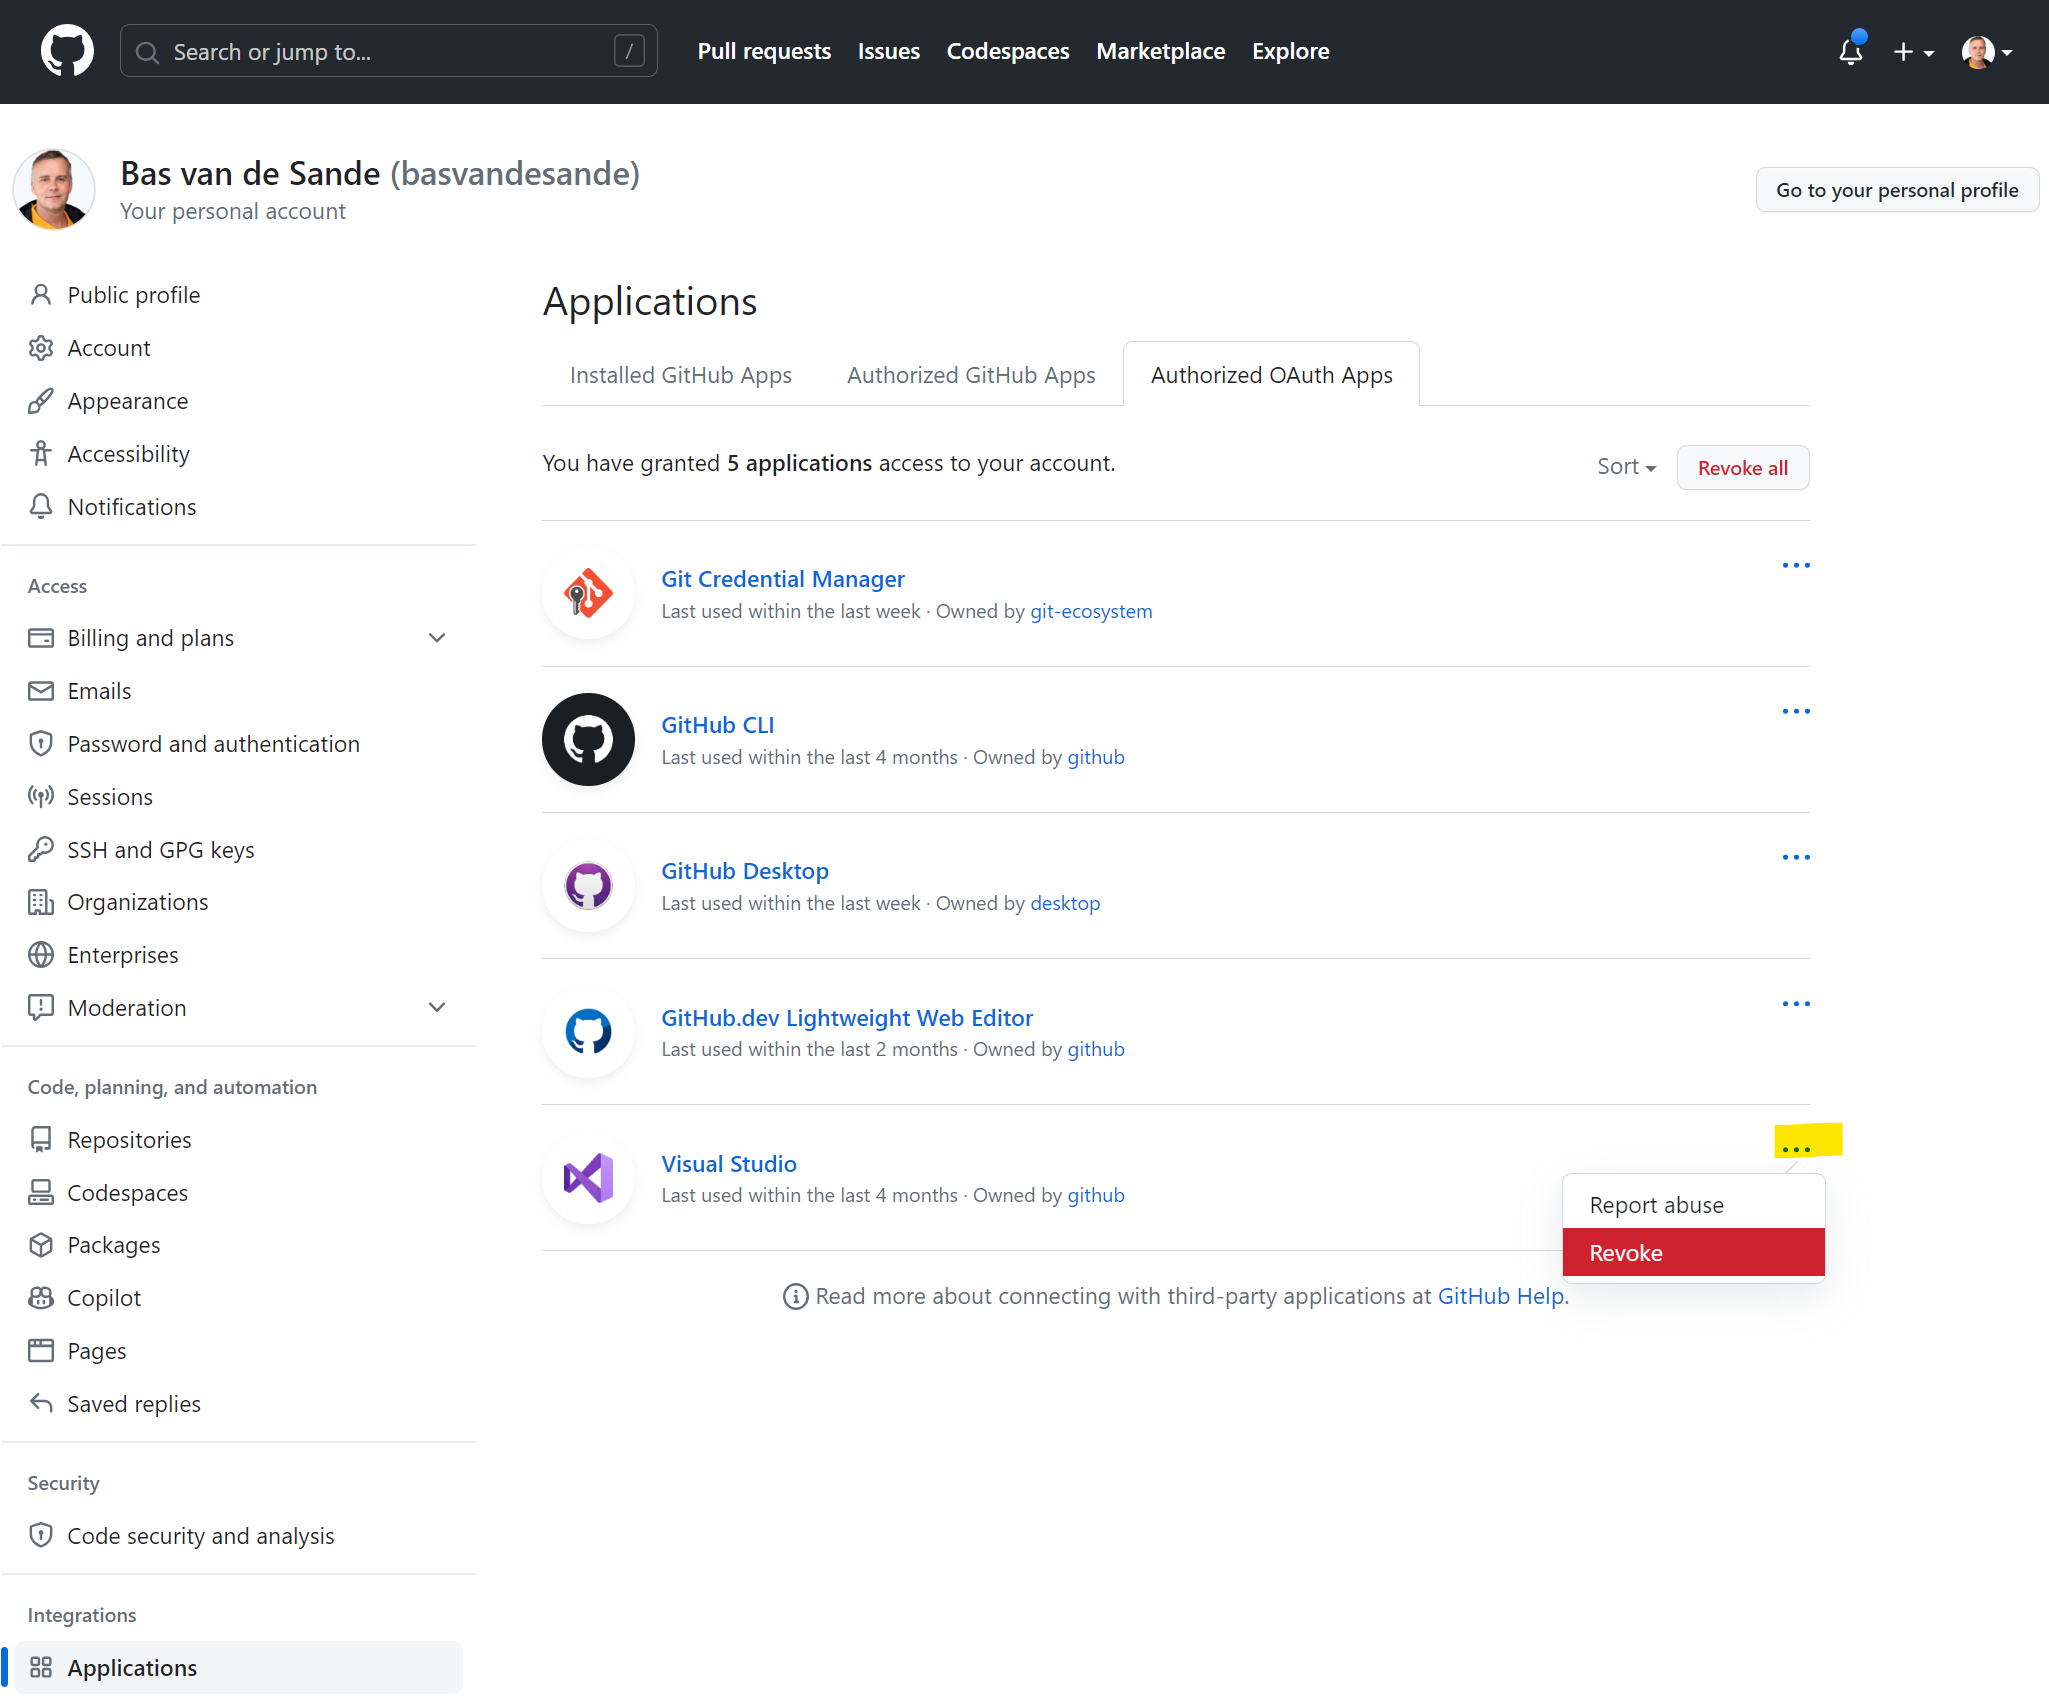 Search or jump to...
/
Pull requests Issues Codespaces Marketplace Explore
Bas van de Sande (basvandesande)
Your personal account
Go to your personal profile
Public profile
Account
Appearance
Accessibility
Notifications
Access
Billing and plans
Emails
Password and authentication
Sessions
SSH and GPG keys
Organizations
Enterprises
Moderation
Code, planning, and automation
Repositories
Codespaces
Packages
Copilot
Pages
Saved replies
Security
Code security and analysis
Integrations
Applications
Applications
Installed GitHub Apps Authorized GitHub Apps Authorized OAuth Apps
You have granted 5 applications access to your account.
Sort Revoke all
Git Credential Manager
Last used within the last week · Owned by git-ecosystem
GitHub CLI
Last used within the last 4 months · Owned by github
GitHub Desktop
Last used within the last week · Owned by desktop
GitHub.dev Lightweight Web Editor
Last used within the last 2 months · Owned by github
Visual Studio
Last used within the last 4 months · Owned by github
Report abuse
Revoke
Read more about connecting with third-party applications at GitHub Help.